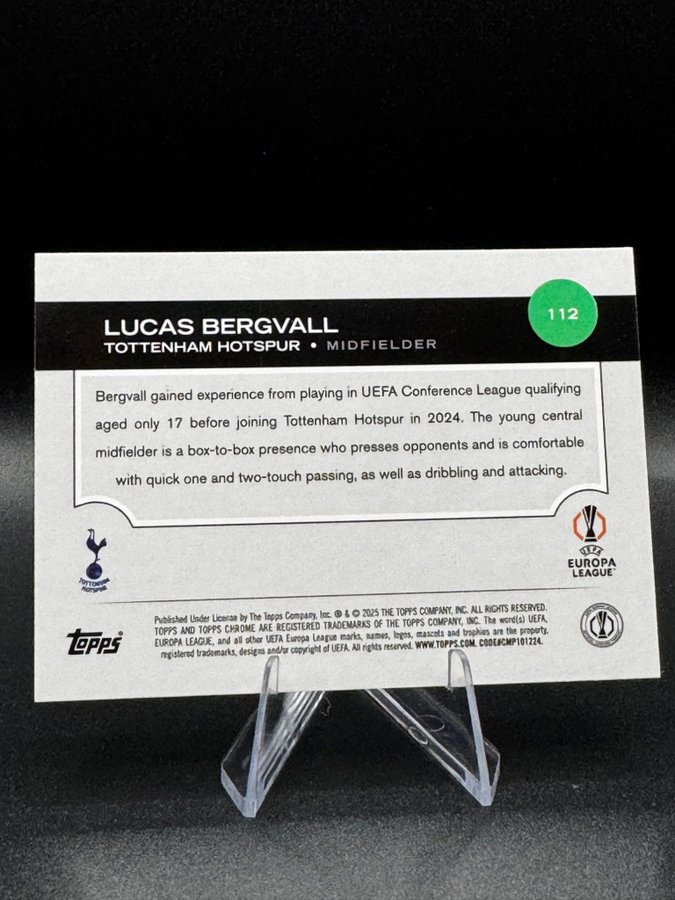 112
LUCAS BERGVALL
TOTTENHAM HOTSPUR • MIDFIELDER
Bergvall gained experience from playing in UEFA Conference League qualifying
aged only 17 before joining Tottenham Hotspur in 2024. The young central
midfielder is a box-to-box presence who presses opponents and is comfortable
with quick one and two-touch passing, as well as dribbling and attacking.
TOTTENHAM
HOTSPUR
UEFA
EUROPA
LEAGUE™
topps®
Published Under License by The Topps Company, Inc. ® & © 2025 THE TOPPS COMPANY, INC. ALL RIGHTS RESERVED.
TOPPS AND TOPPS CHROME ARE REGISTERED TRADEMARKS OF THE TOPPS COMPANY, INC. The word(s) UEFA,
EUROPA LEAGUE, and all other UEFA Europa League marks, names, logos, mascots and trophies are the property,
registered trademarks, designs and/or copyright of UEFA. All rights reserved. WWW.TOPPS.COM. CODE#CMP101224.